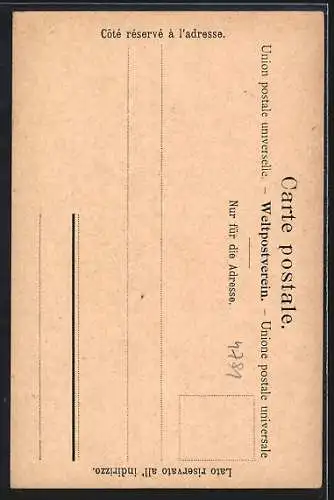 Carte postale.
Union postale universelle. – Weltpostverein. – Unione postale universale
Nur für die Adresse.
Côté réservé à l'adresse.
Lato riservato all' indirizzo.
4781